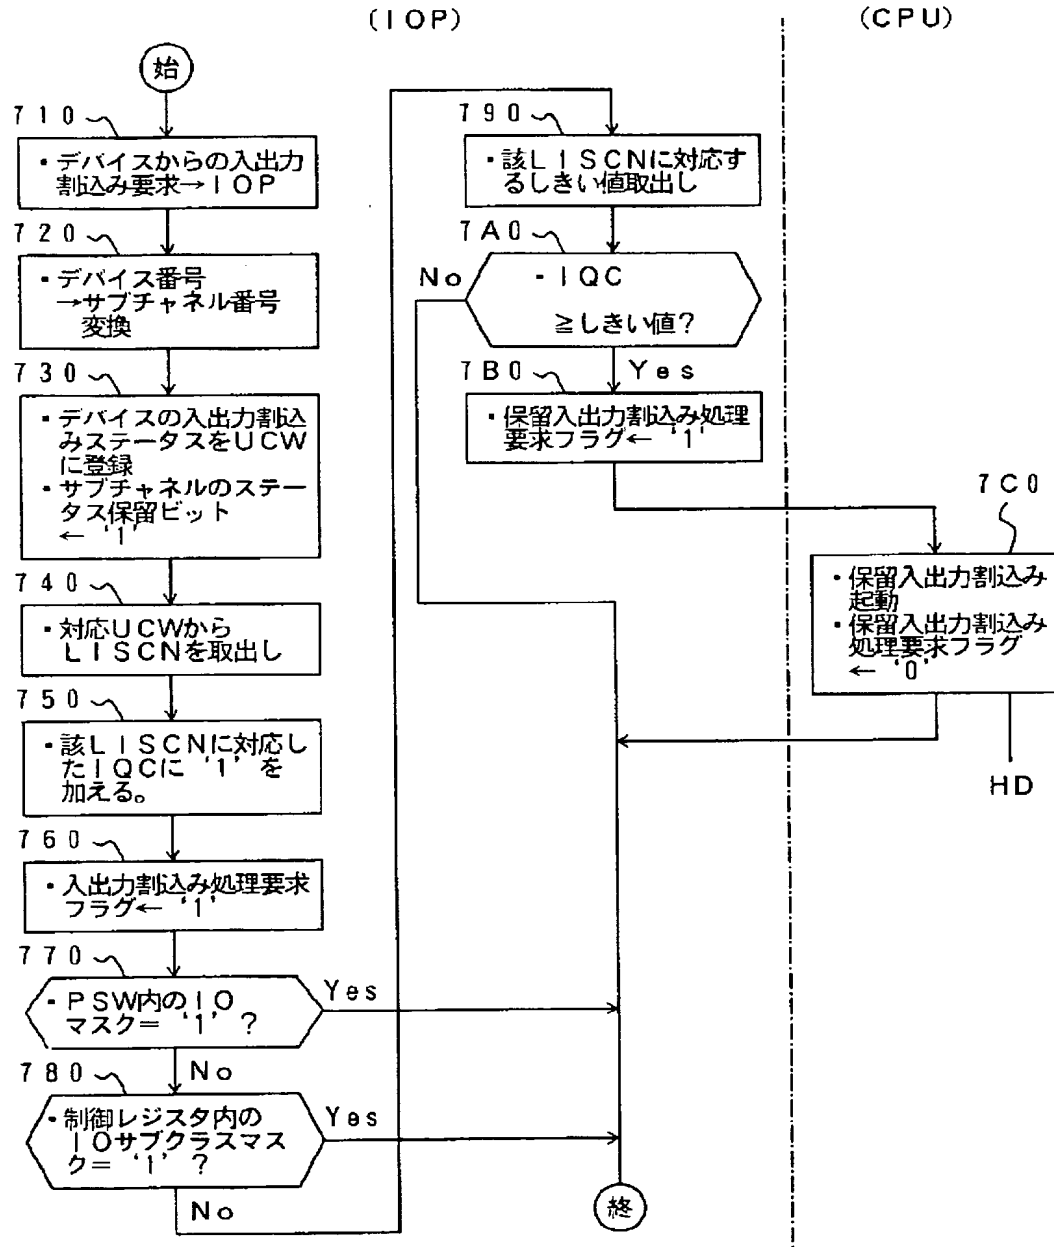 (IOP)
(CPU)
始
710
・デバイスからの入出力
割込み要求→IOP
720
・デバイス番号
→サブチャネル番号
変換
730
・デバイスの入出力割込
みステータスをUCW
に登録
・サブチャネルのステー
タス保留ビット
← '1'
740
・対応UCWから
LISCNを取出し
750
・該LISCNに対応し
たIQCに '1' を
加える。
760
・入出力割込み処理要求
フラグ← '1'
770
・PSW内のIO
マスク= '1' ?
Yes
No
780
・制御レジスタ内の
IOサブクラスマス
ク= '1' ?
Yes
No
790
・該LISCNに対応す
るしきい値取出し
7A0
・IQC
≧しきい値?
No
Yes
7B0
・保留入出力割込み処理
要求フラグ← '1'
7C0
・保留入出力割込み
起動
・保留入出力割込み
処理要求フラグ
← '0'
HD
終